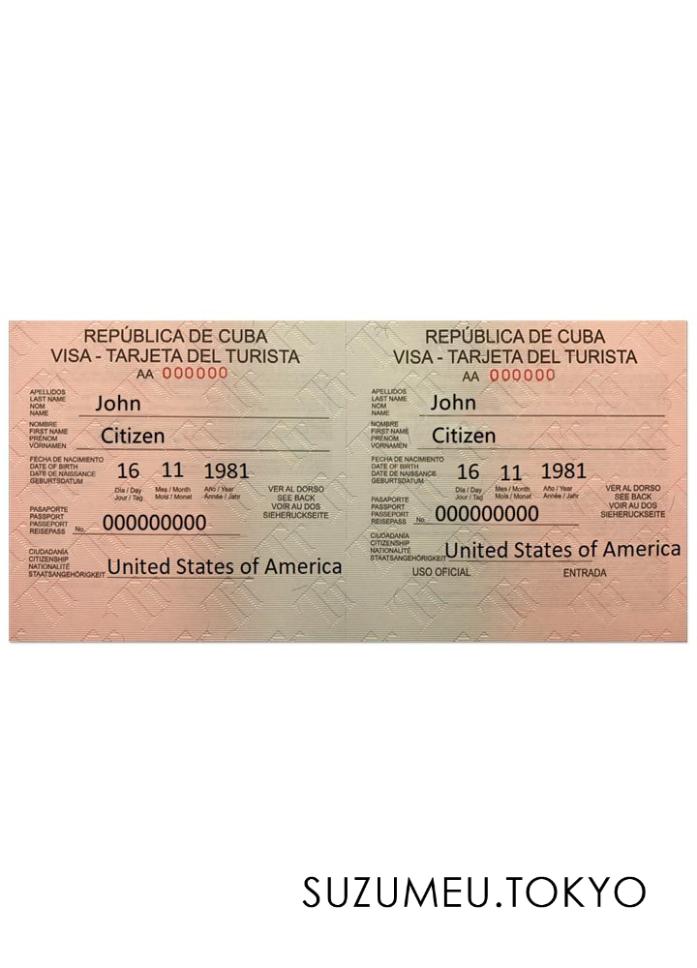 REPÚBLICA DE CUBA
VISA - TARJETA DEL TURISTA
AA 000000
APELLIDOS
LAST NAME
NOM
NAME
John
NOMBRE
FIRST NAME
PRÉNOM
VORNAMEN
Citizen
FECHA DE NACIMIENTO
DATE OF BIRTH
DATE DE NAISSANCE
GEBURTSDATUM
16 11 1981
Día / Day Mes / Month Año / Year
Jour / Tag Mois / Monat Année / Jahr
VER AL DORSO
SEE BACK
VOIR AU DOS
SIEHERUCKSEITE
PASAPORTE
PASSPORT
PASSEPORT
REISEPASS No. 000000000
CIUDADANÍA
CITIZENSHIP
NATIONALITÉ
STAATSANGEHÖRIGKEIT United States of America
REPÚBLICA DE CUBA
VISA - TARJETA DEL TURISTA
AA 000000
APELLIDOS
LAST NAME
NOM
NAME
John
NOMBRE
FIRST NAME
PRÉNOM
VORNAMEN
Citizen
FECHA DE NACIMIENTO
DATE OF BIRTH
DATE DE NAISSANCE
GEBURTSDATUM
16 11 1981
Día / Day Mes / Month Año / Year
Jour / Tag Mois / Monat Année / Jahr
VER AL DORSO
SEE BACK
VOIR AU DOS
SIEHERUCKSEITE
PASAPORTE
PASSPORT
PASSEPORT
REISEPASS No. 000000000
CIUDADANÍA
CITIZENSHIP
NATIONALITÉ
STAATSANGEHÖRIGKEIT United States of America
USO OFICIAL ENTRADA
SUZUMEU.TOKYO